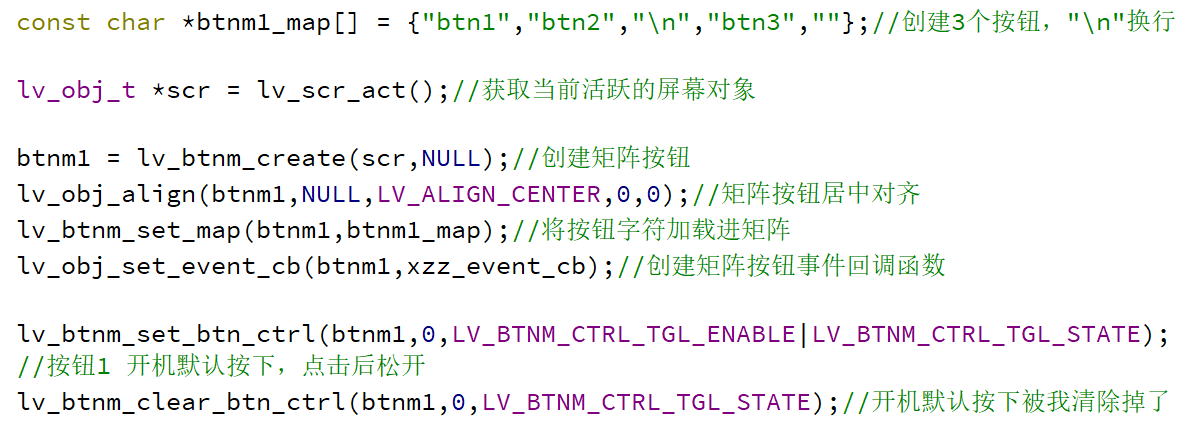 const char *btnm1_map[] = {"btn1","btn2","\n","btn3",""};//创建3个按钮，"\n"换行
lv_obj_t *scr = lv_scr_act();//获取当前活跃的屏幕对象
btnm1 = lv_btnm_create(scr,NULL);//创建矩阵按钮
lv_obj_align(btnm1,NULL,LV_ALIGN_CENTER,0,0);//矩阵按钮居中对齐
lv_btnm_set_map(btnm1,btnm1_map);//将按钮字符加载进矩阵
lv_obj_set_event_cb(btnm1,xzz_event_cb);//创建矩阵按钮事件回调函数
lv_btnm_set_btn_ctrl(btnm1,0,LV_BTNM_CTRL_TGL_ENABLE|LV_BTNM_CTRL_TGL_STATE);
//按钮1 开机默认按下，点击后松开
lv_btnm_clear_btn_ctrl(btnm1,0,LV_BTNM_CTRL_TGL_STATE);//开机默认按下被我清除掉了